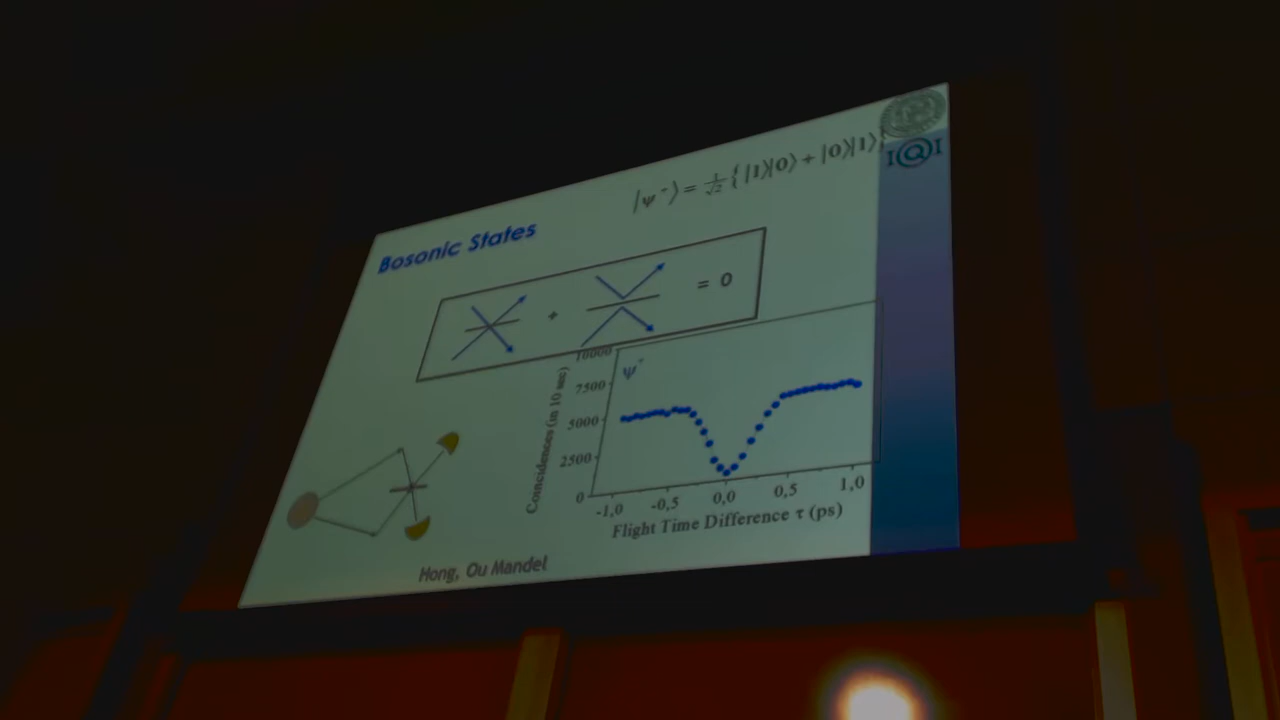 |ψ⁺⟩ = 1/√2 { |1⟩|0⟩ + |0⟩|1⟩ }
I@I
Bosonic States
+
= 0
ψ⁺
Coincidences (in 10 sec)
10000
7500
5000
2500
0
-1,0 -0,5 0,0 0,5 1,0
Flight Time Difference τ (ps)
Hong, Ou Mandel